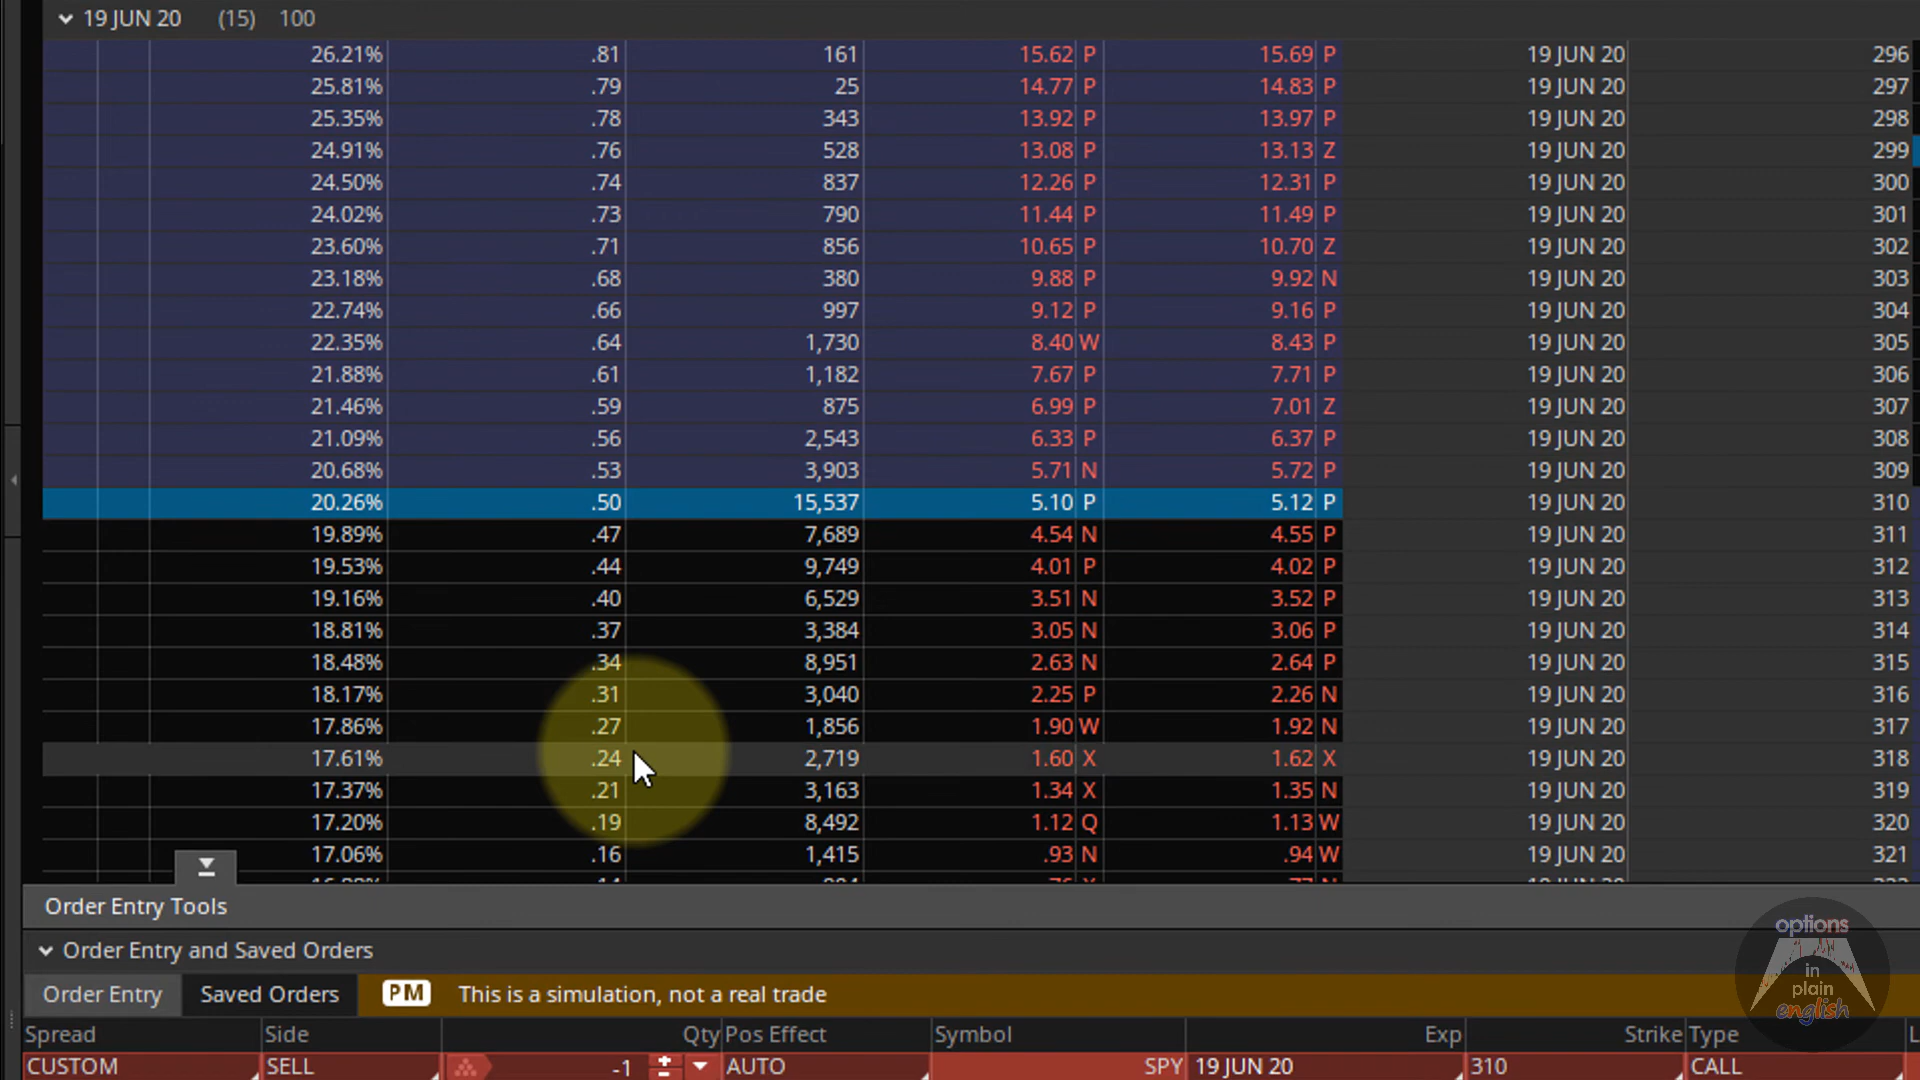 19 JUN 20 (15) 100
26.21% .81 161 15.62 P 15.69 P 19 JUN 20 296
25.81% .79 25 14.77 P 14.83 P 19 JUN 20 297
25.35% .78 343 13.92 P 13.97 P 19 JUN 20 298
24.91% .76 528 13.08 P 13.13 Z 19 JUN 20 299
24.50% .74 837 12.26 P 12.31 P 19 JUN 20 300
24.02% .73 790 11.44 P 11.49 P 19 JUN 20 301
23.60% .71 856 10.65 P 10.70 Z 19 JUN 20 302
23.18% .68 380 9.88 P 9.92 N 19 JUN 20 303
22.74% .66 997 9.12 P 9.16 P 19 JUN 20 304
22.35% .64 1,730 8.40 W 8.43 P 19 JUN 20 305
21.88% .61 1,182 7.67 P 7.71 P 19 JUN 20 306
21.46% .59 875 6.99 P 7.01 Z 19 JUN 20 307
21.09% .56 2,543 6.33 P 6.37 P 19 JUN 20 308
20.68% .53 3,903 5.71 N 5.72 P 19 JUN 20 309
20.26% .50 15,537 5.10 P 5.12 P 19 JUN 20 310
19.89% .47 7,689 4.54 N 4.55 P 19 JUN 20 311
19.53% .44 9,749 4.01 P 4.02 P 19 JUN 20 312
19.16% .40 6,529 3.51 N 3.52 P 19 JUN 20 313
18.81% .37 3,384 3.05 N 3.06 P 19 JUN 20 314
18.48% .34 8,951 2.63 N 2.64 P 19 JUN 20 315
18.17% .31 3,040 2.25 P 2.26 N 19 JUN 20 316
17.86% .27 1,856 1.90 W 1.92 N 19 JUN 20 317
17.61% .24 2,719 1.60 X 1.62 X 19 JUN 20 318
17.37% .21 3,163 1.34 X 1.35 N 19 JUN 20 319
17.20% .19 8,492 1.12 Q 1.13 W 19 JUN 20 320
17.06% .16 1,415 .93 N .94 W 19 JUN 20 321
Order Entry Tools
Order Entry and Saved Orders
Order Entry Saved Orders PM This is a simulation, not a real trade
Spread Side Qty Pos Effect Symbol Exp Strike Type L
CUSTOM SELL -1 AUTO SPY 19 JUN 20 310 CALL
options
in
plain
english